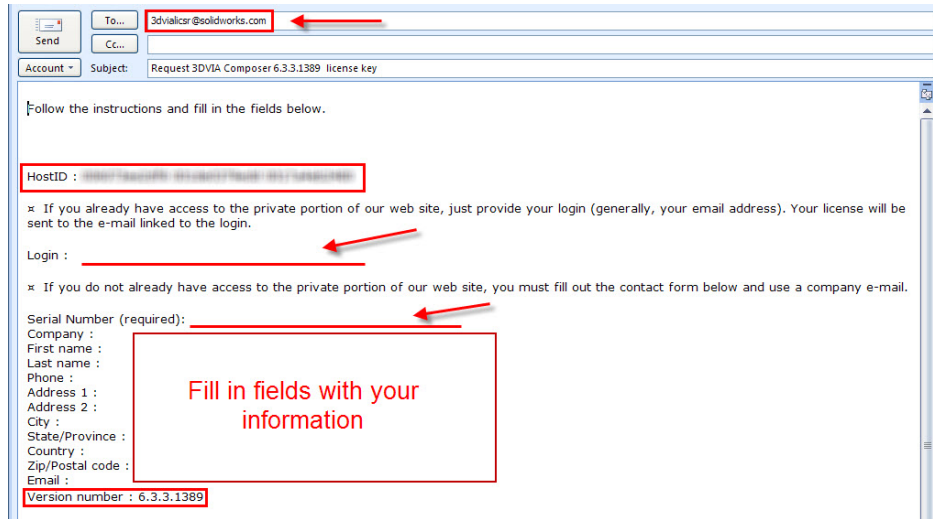 To...
3dvialicsr@solidworks.com
Send
Cc...
Account
Subject:
Request 3DVIA Composer 6.3.3.1389 license key
Follow the instructions and fill in the fields below.
HostID :
¤ If you already have access to the private portion of our web site, just provide your login (generally, your email address). Your license will be
sent to the e-mail linked to the login.
Login :
¤ If you do not already have access to the private portion of our web site, you must fill out the contact form below and use a company e-mail.
Serial Number (required):
Company :
First name :
Last name :
Phone :
Address 1 :
Address 2 :
City :
State/Province :
Country :
Zip/Postal code :
Email :
Fill in fields with your
information
Version number : 6.3.3.1389